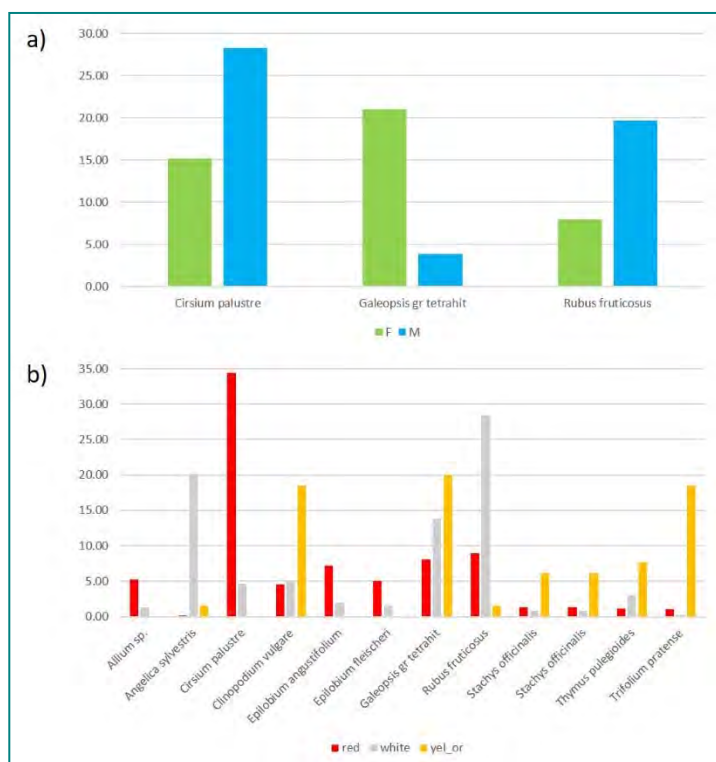 a)
30.00
25.00
20.00
15.00
10.00
5.00
0.00
Cirsium palustre Galeopsis gr tetrahit Rubus fruticosus
F M
b)
35.00
30.00
25.00
20.00
15.00
10.00
5.00
0.00
Allium sp.
Angelica sylvestris
Cirsium palustre
Clinopodium vulgare
Epilobium angustifolium
Epilobium fleischeri
Galeopsis gr tetrahit
Rubus fruticosus
Stachys officinalis
Stachys officinalis
Thymus pulegioides
Trifolium pratense
red white yel_or